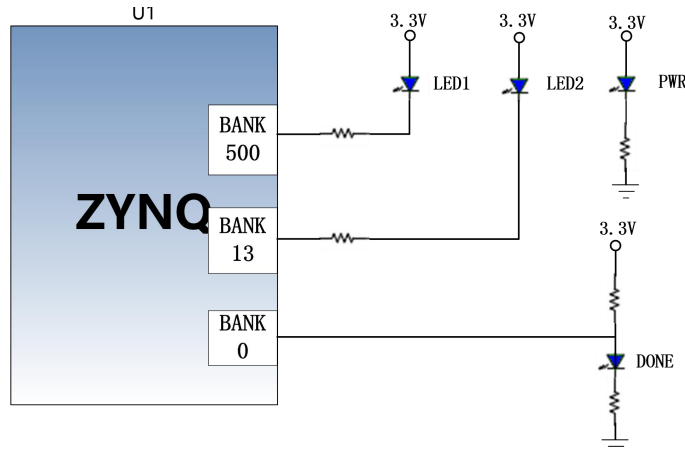 U1
3.3V
3.3V
3.3V
LED1
LED2
PWR
BANK
500
ZYNQ
BANK
13
3.3V
BANK
0
DONE